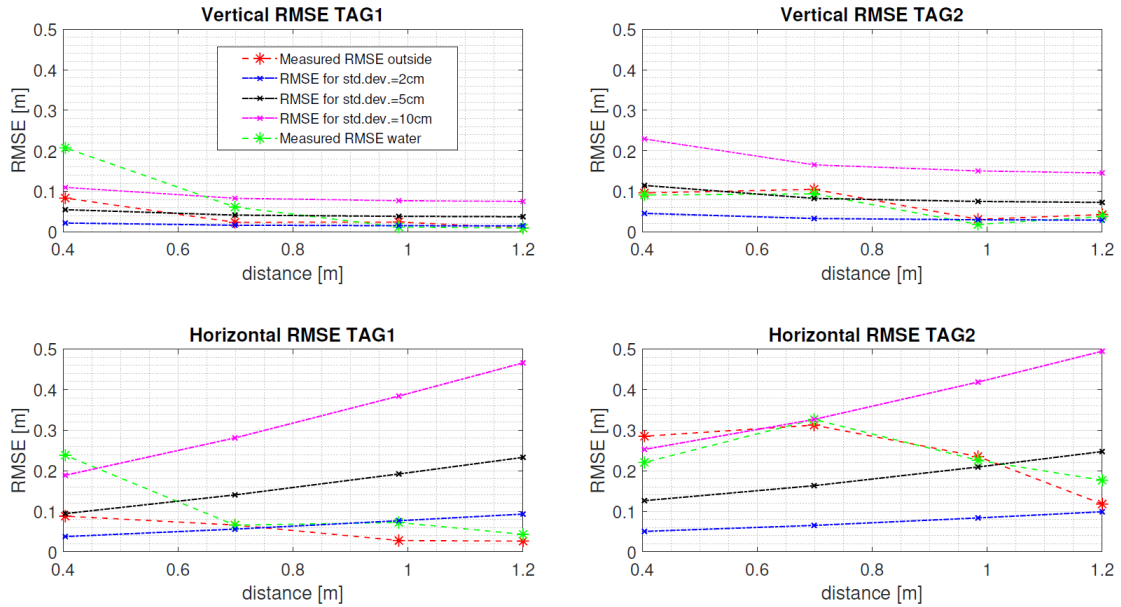 Vertical RMSE TAG1
0.5
0.4
0.3
0.2
0.1
0
RMSE [m]
0.4 0.6 0.8 1 1.2
distance [m]
Measured RMSE outside
RMSE for std.dev.=2cm
RMSE for std.dev.=5cm
RMSE for std.dev.=10cm
Measured RMSE water
Vertical RMSE TAG2
0.5
0.4
0.3
0.2
0.1
0
RMSE [m]
0.4 0.6 0.8 1 1.2
distance [m]
Horizontal RMSE TAG1
0.5
0.4
0.3
0.2
0.1
0
RMSE [m]
0.4 0.6 0.8 1 1.2
distance [m]
Horizontal RMSE TAG2
0.5
0.4
0.3
0.2
0.1
0
RMSE [m]
0.4 0.6 0.8 1 1.2
distance [m]